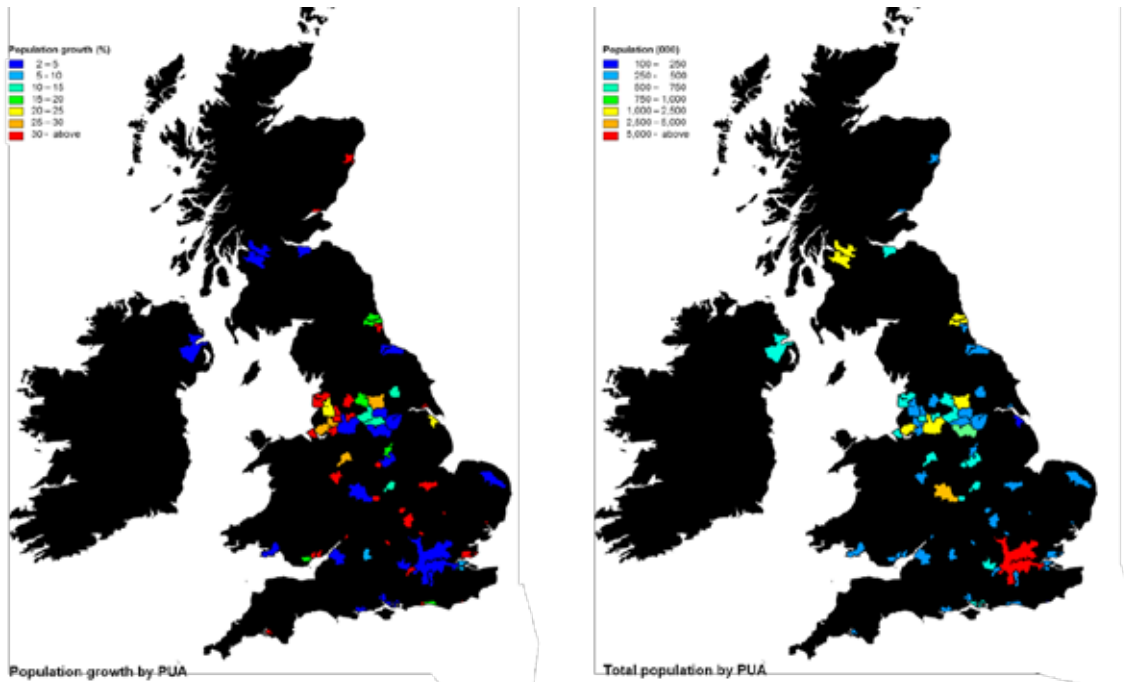 Population growth (%)
2 - 5
5 - 10
10 - 15
15 - 20
20 - 25
25 - 30
30 - above
Population growth by PUA
Population (000)
100 - 250
250 - 500
500 - 750
750 - 1,000
1,000 - 2,500
2,500 - 5,000
5,000 - above
Total population by PUA